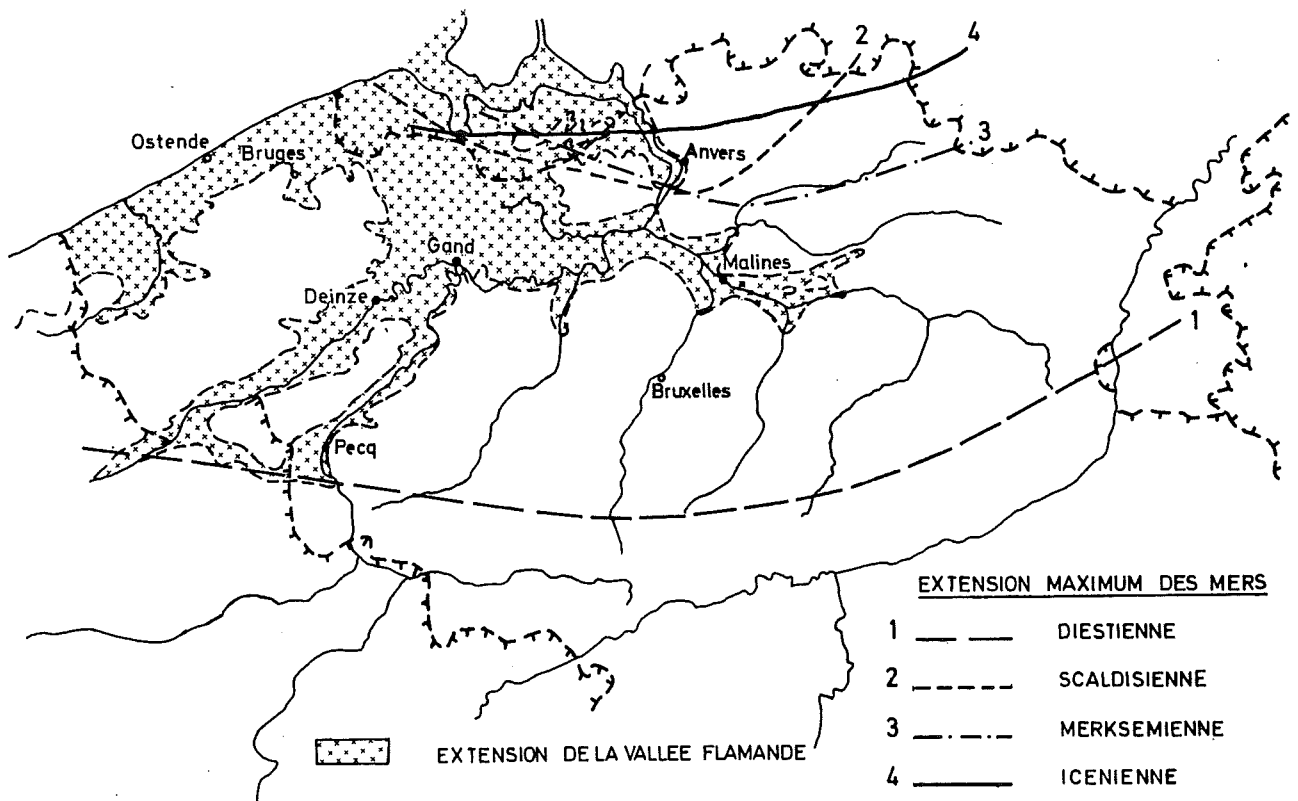 2
4
3
Ostende
Bruges
Anvers
Gand
Malines
Deinze
1
Bruxelles
Pecq
EXTENSION MAXIMUM DES MERS
1 DIESTIENNE
2 SCALDISIENNE
3 MERKSEMIENNE
4 ICENIENNE
EXTENSION DE LA VALLEE FLAMANDE